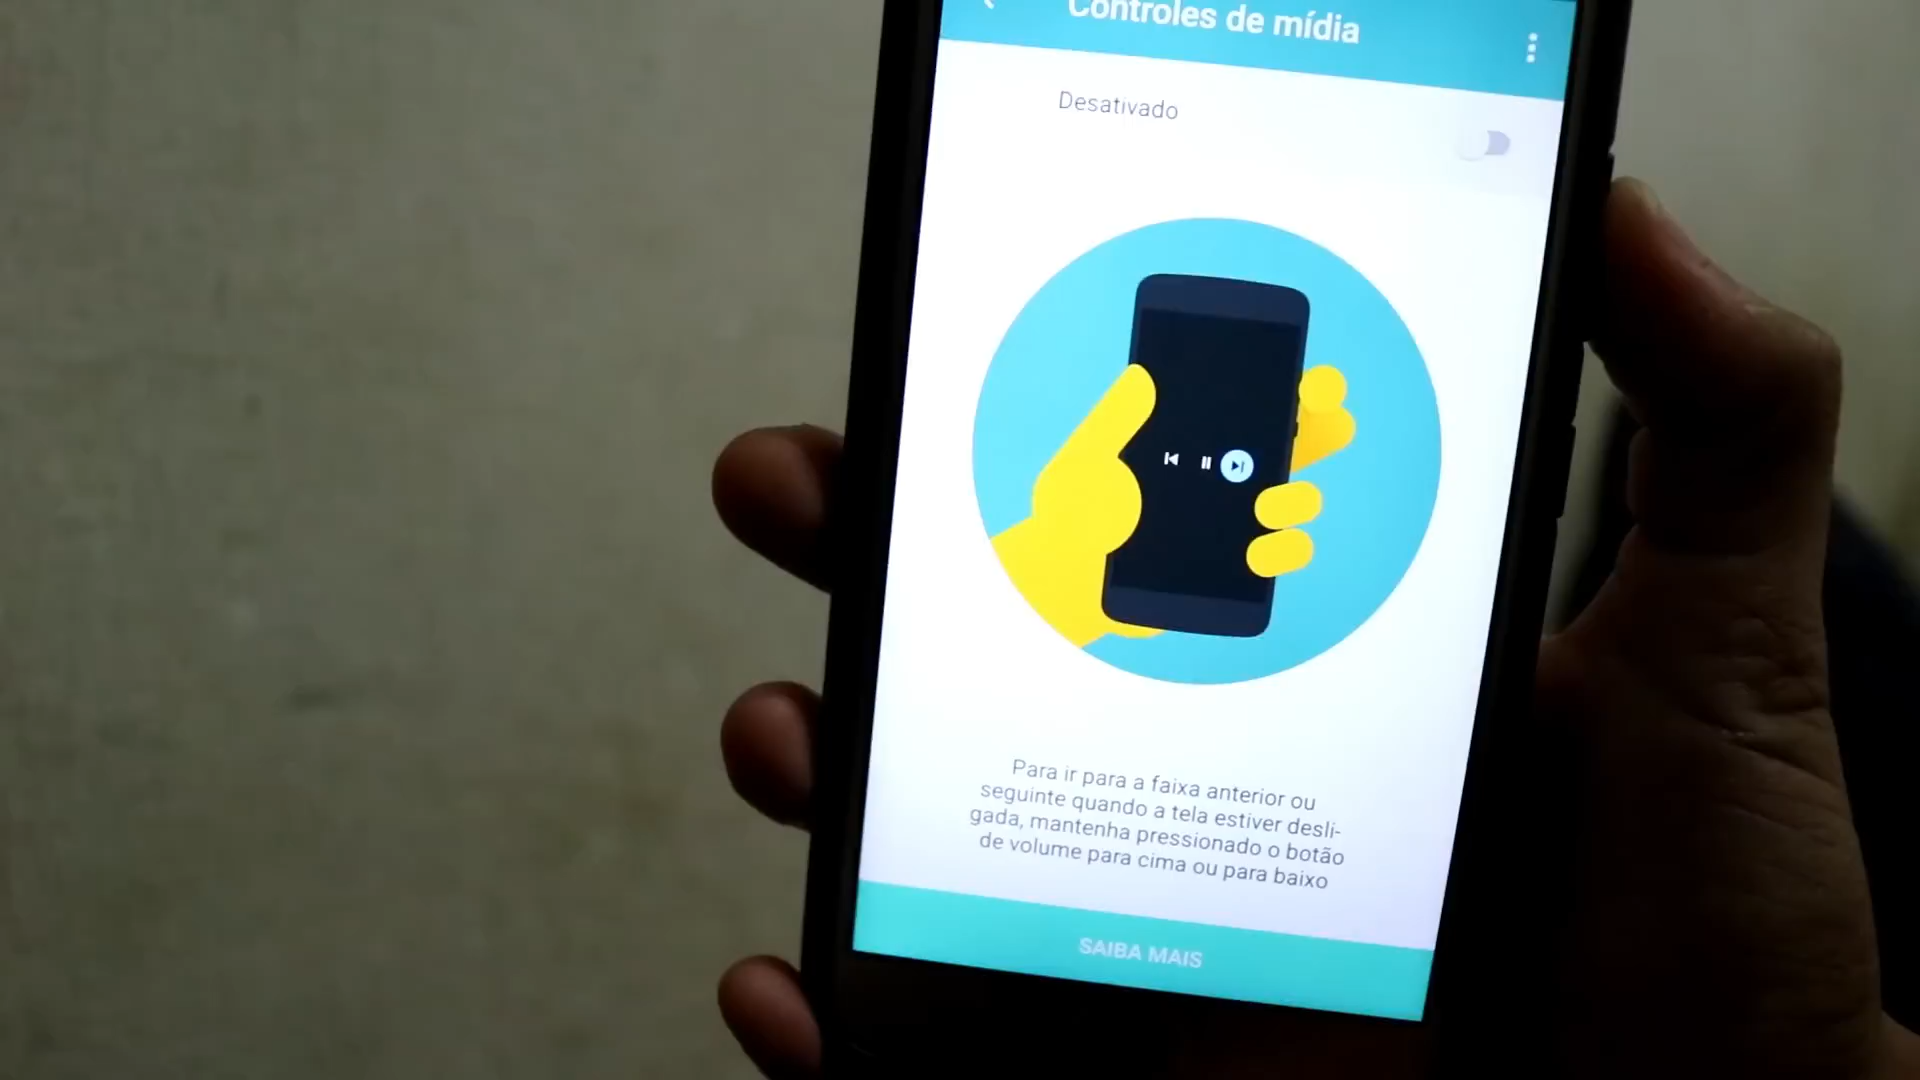 Controles de mídia
Desativado
Para ir para a faixa anterior ou
seguinte quando a tela estiver desli-
gada, mantenha pressionado o botão
de volume para cima ou para baixo
SAIBA MAIS